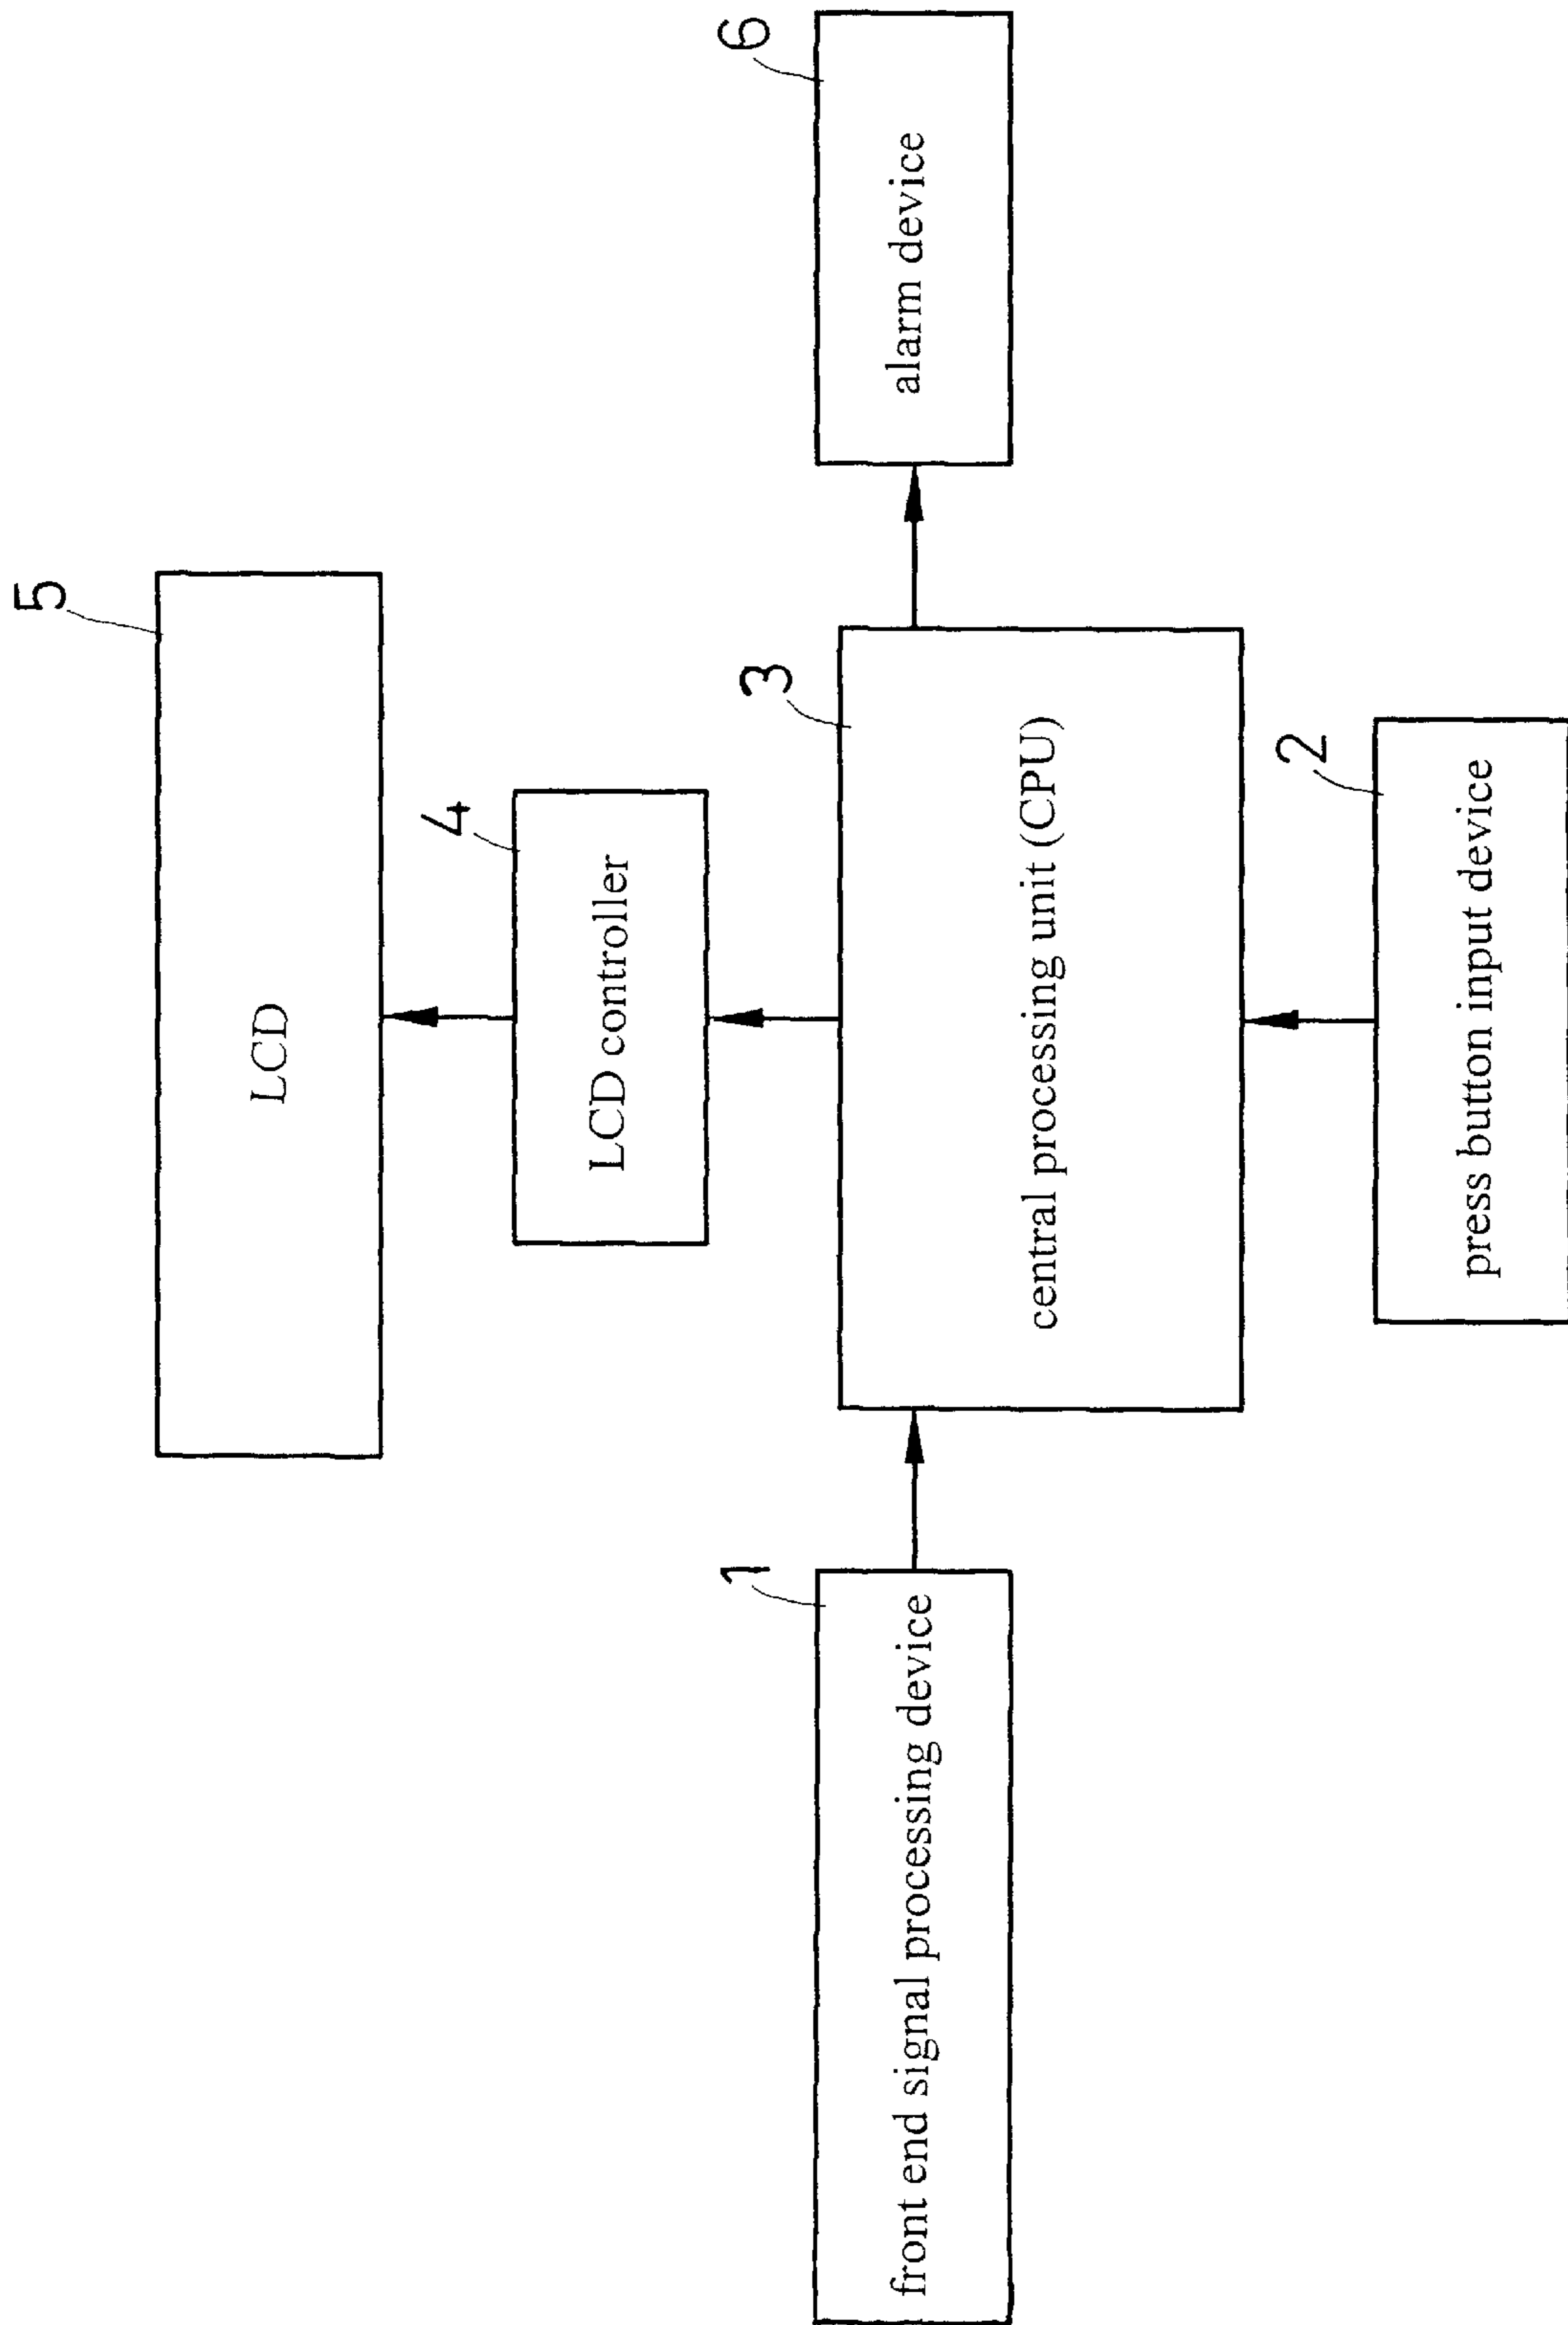 5
LCD
4
LCD controller
6
alarm device
3
central processing unit (CPU)
1
front end signal processing device
2
press button input device